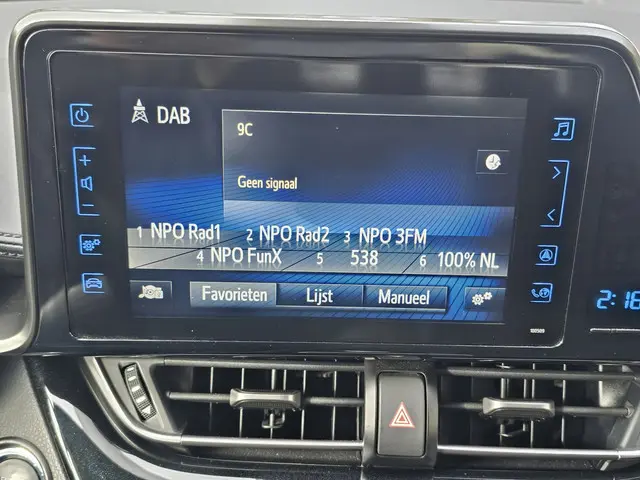 DAB
9C
Geen signaal
1 NPO Rad1 2 NPO Rad2 3 NPO 3FM
4 NPO FunX 5 538 6 100% NL
Favorieten Lijst Manueel
2:16